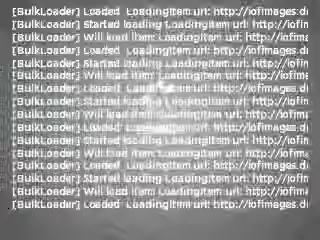 [BulkLoader] Loaded LoadingItem url: http://iofimages.d
[BulkLoader] Started loading LoadingItem url: http://iofi
[BulkLoader] Will load item LoadingItem url: http://iofima
[BulkLoader] Loaded LoadingItem url: http://iofimages.d
[BulkLoader] Started loading LoadingItem url: http://iofi
[BulkLoader] Will load item LoadingItem url: http://iofima
[BulkLoader] Loaded LoadingItem url: http://iofimages.d
[BulkLoader] Started loading LoadingItem url: http://iofi
[BulkLoader] Will load item LoadingItem url: http://iofima
[BulkLoader] Loaded LoadingItem url: http://iofimages.d
[BulkLoader] Started loading LoadingItem url: http://iofi
[BulkLoader] Will load item LoadingItem url: http://iofima
[BulkLoader] Loaded LoadingItem url: http://iofimages.d
[BulkLoader] Started loading LoadingItem url: http://iofi
[BulkLoader] Will load item LoadingItem url: http://iofima
[BulkLoader] Loaded LoadingItem url: http://iofimages.d